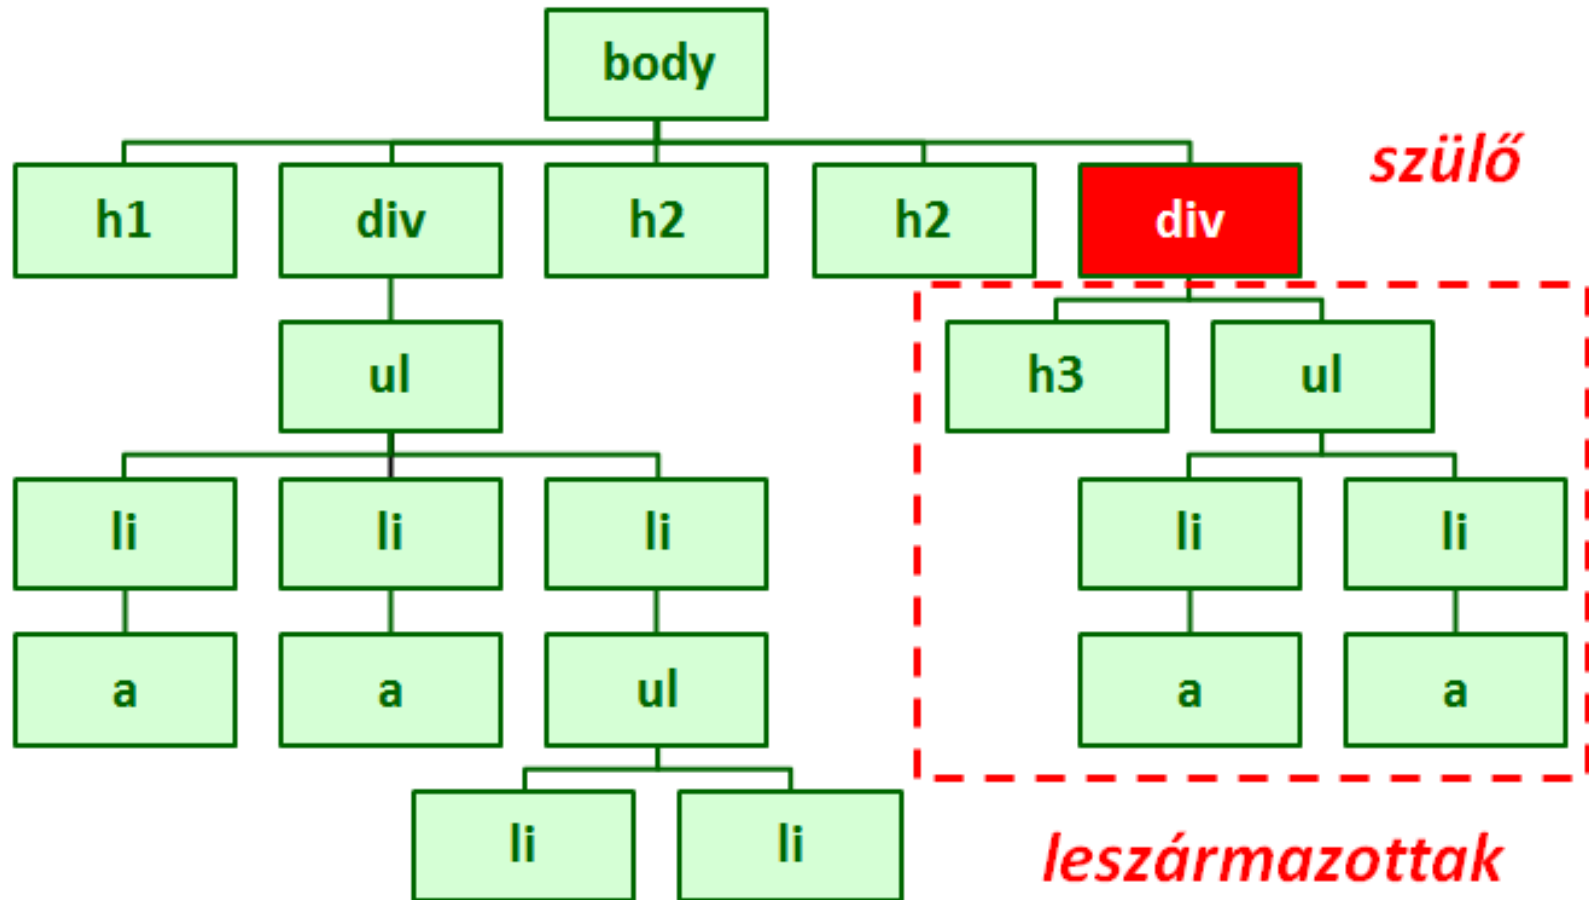 body
szülő
h1 div h2 h2 div
ul h3 ul
li li li li li
a a ul a a
li li
leszármazottak